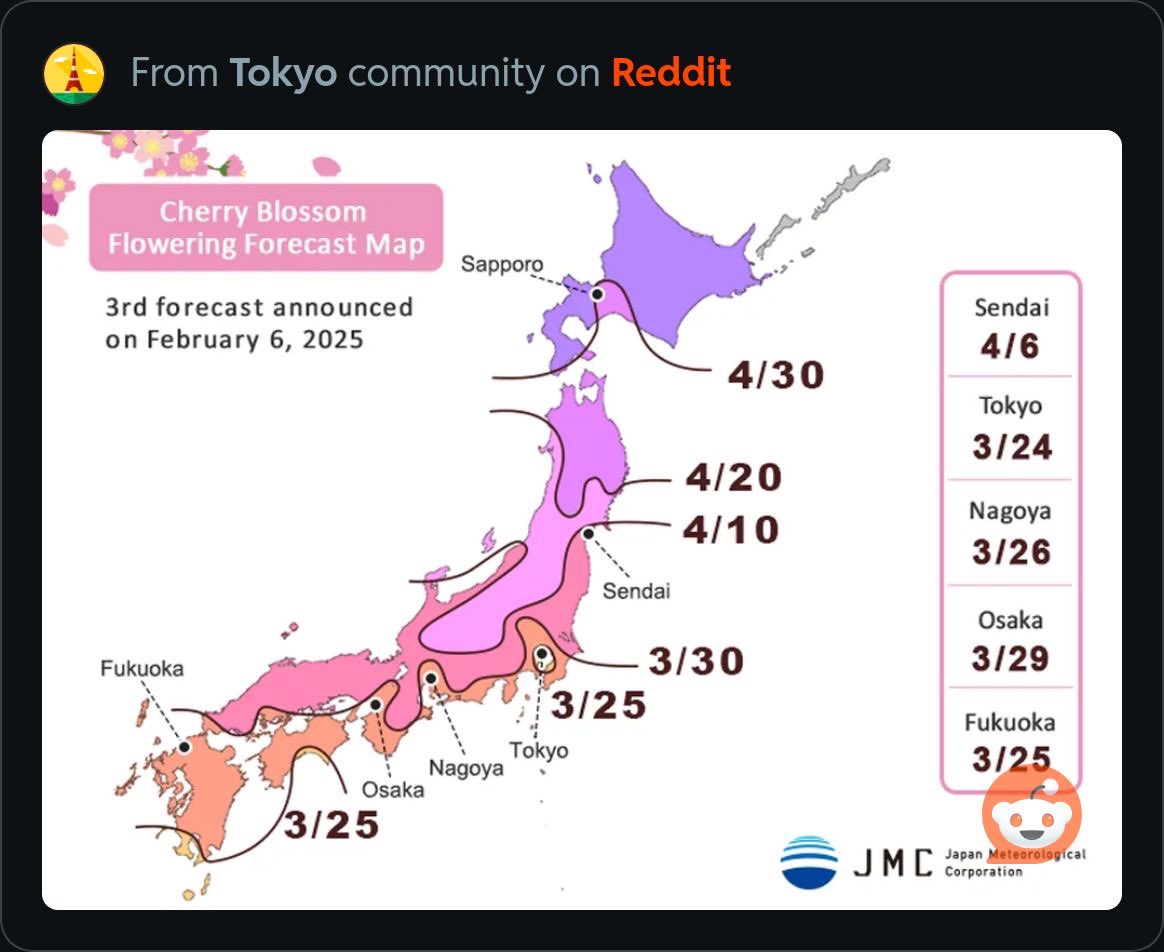 From Tokyo community on Reddit
Cherry Blossom
Flowering Forecast Map
3rd forecast announced
on February 6, 2025
Sapporo
4/30
4/20
4/10
Sendai
3/30
3/25
Tokyo
Nagoya
Osaka
Fukuoka
3/25
Sendai
4/6
Tokyo
3/24
Nagoya
3/26
Osaka
3/29
Fukuoka
3/25
JMC
Japan Meteorological
Corporation